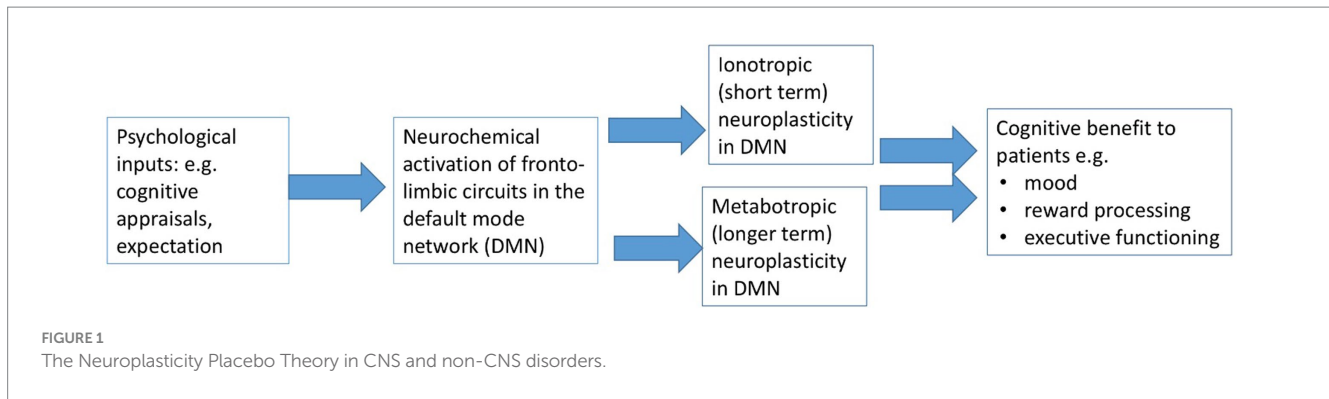 Psychological
inputs: e.g.
cognitive
appraisals,
expectation
Neurochemical
activation of fronto-
limbic circuits in the
default mode
network (DMN)
Ionotropic
(short term)
neuroplasticity
in DMN
Metabotropic
(longer term)
neuroplasticity
in DMN
Cognitive benefit to
patients e.g.
• mood
• reward processing
• executive functioning
FIGURE 1
The Neuroplasticity Placebo Theory in CNS and non-CNS disorders.